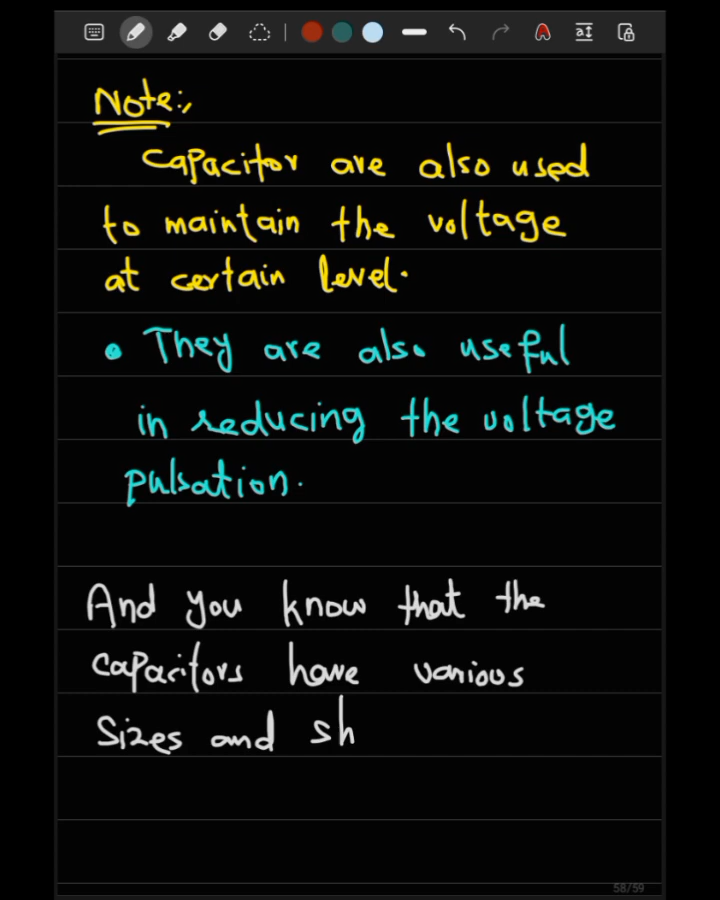 Note:,
Capacitor are also used
to maintain the voltage
at certain level.
• They are also useful
in reducing the voltage
pulsation.
And you know that the
capacitors have various
sizes and sh
58/59